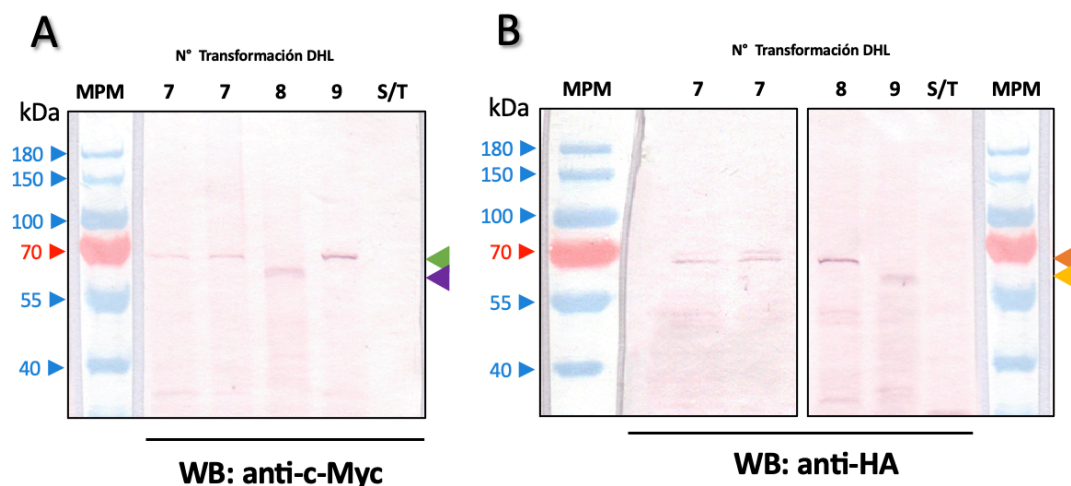 A
N° Transformación DHL
MPM 7 7 8 9 S/T
kDa
180
150
100
70
55
40
WB: anti-c-Myc
B
N° Transformación DHL
MPM 7 7 8 9 S/T MPM
kDa
180
150
100
70
55
40
WB: anti-HA